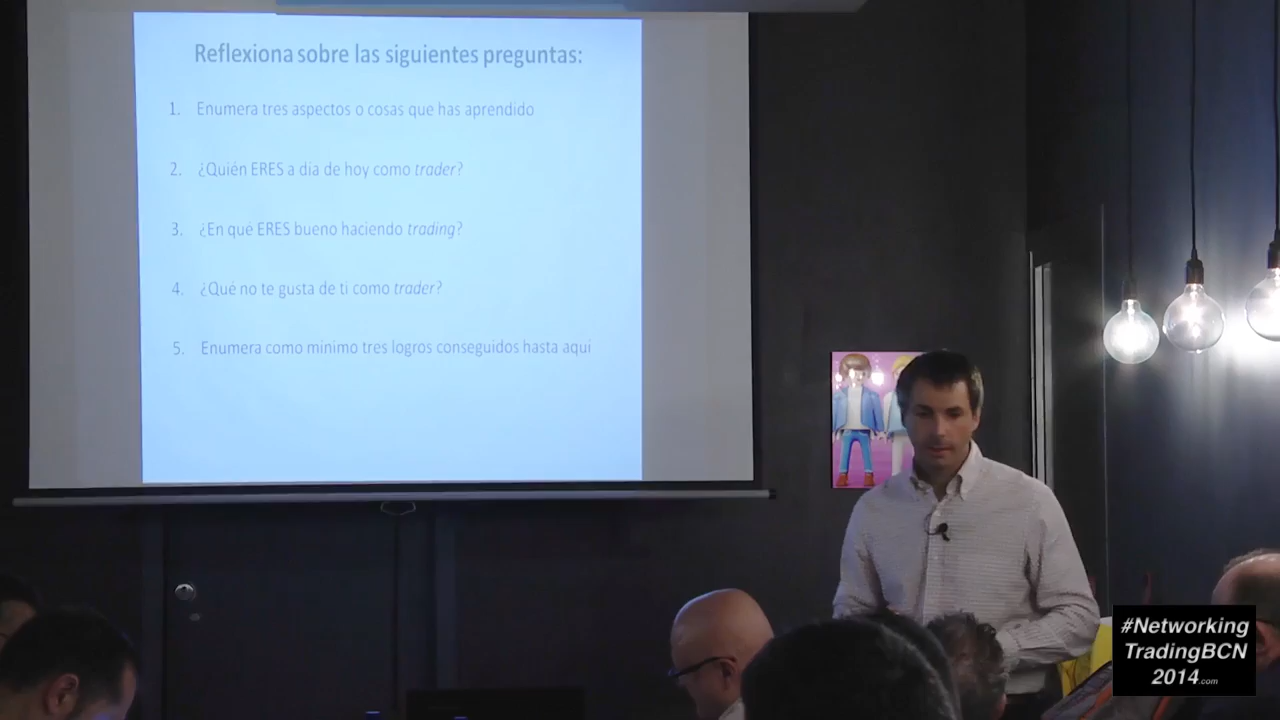 Reflexiona sobre las siguientes preguntas:
1. Enumera tres aspectos o cosas que has aprendido
2. ¿Quién ERES a día de hoy como trader?
3. ¿En qué ERES bueno haciendo trading?
4. ¿Qué no te gusta de ti como trader?
5. Enumera como mínimo tres logros conseguidos hasta aquí
#Networking
TradingBCN
2014.com